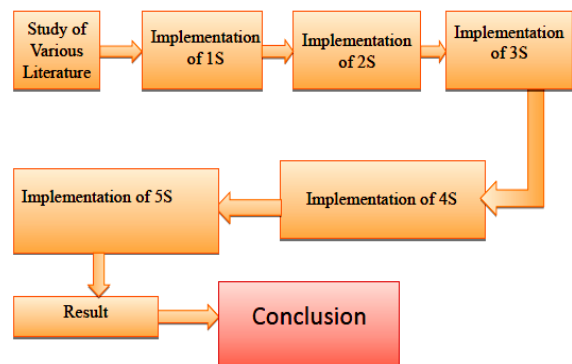 Study of
Various
Literature
Implementation
of 1S
Implementation
of 2S
Implementation
of 3S
Implementation of 4S
Implementation of 5S
Result
Conclusion